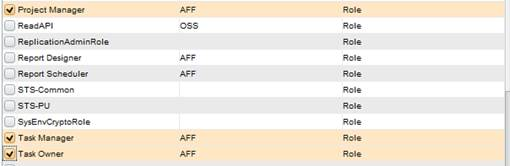 Project Manager AFF Role
ReadAPI OSS Role
ReplicationAdminRole Role
Report Designer AFF Role
Report Scheduler AFF Role
STS-Common Role
STS-PU Role
SysEnvCryptoRole Role
Task Manager AFF Role
Task Owner AFF Role